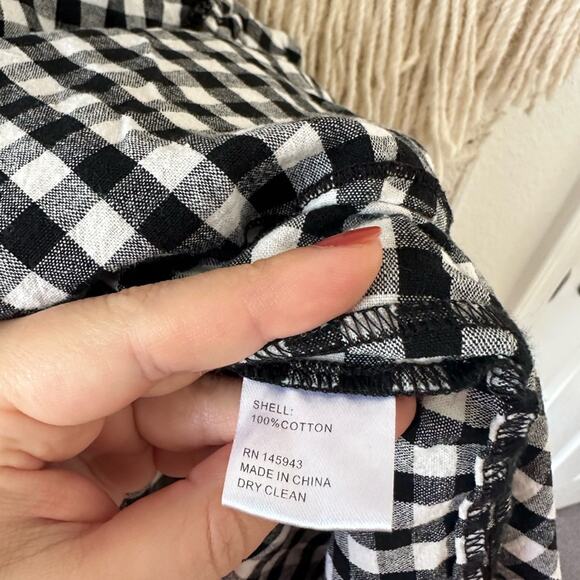 SHELL:
100%COTTON
RN 145943
MADE IN CHINA
DRY CLEAN